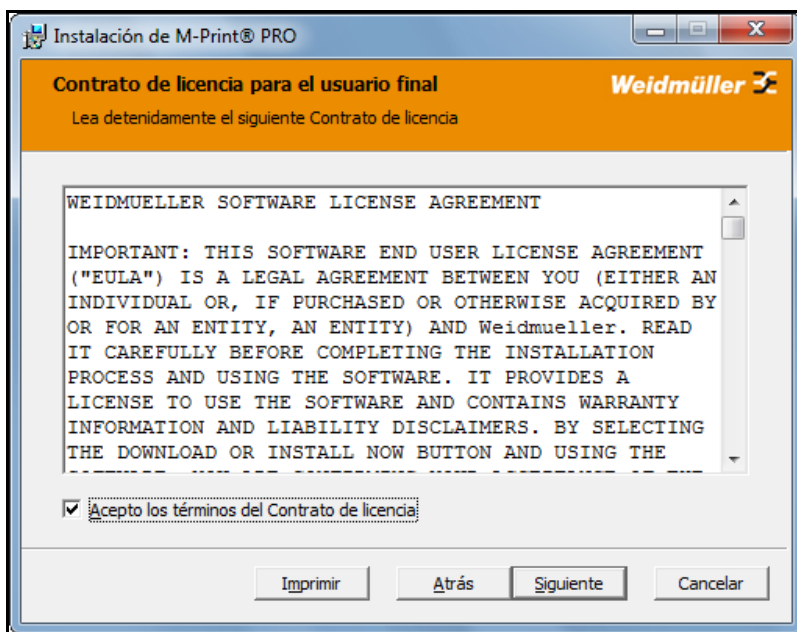 Instalación de M-Print® PRO
Contrato de licencia para el usuario final
Weidmüller
Lea detenidamente el siguiente Contrato de licencia
WEIDMUELLER SOFTWARE LICENSE AGREEMENT
IMPORTANT: THIS SOFTWARE END USER LICENSE AGREEMENT
("EULA") IS A LEGAL AGREEMENT BETWEEN YOU (EITHER AN
INDIVIDUAL OR, IF PURCHASED OR OTHERWISE ACQUIRED BY
OR FOR AN ENTITY, AN ENTITY) AND Weidmueller. READ
IT CAREFULLY BEFORE COMPLETING THE INSTALLATION
PROCESS AND USING THE SOFTWARE. IT PROVIDES A
LICENSE TO USE THE SOFTWARE AND CONTAINS WARRANTY
INFORMATION AND LIABILITY DISCLAIMERS. BY SELECTING
THE DOWNLOAD OR INSTALL NOW BUTTON AND USING THE
Acepto los términos del Contrato de licencia
Imprimir
Atrás
Siguiente
Cancelar